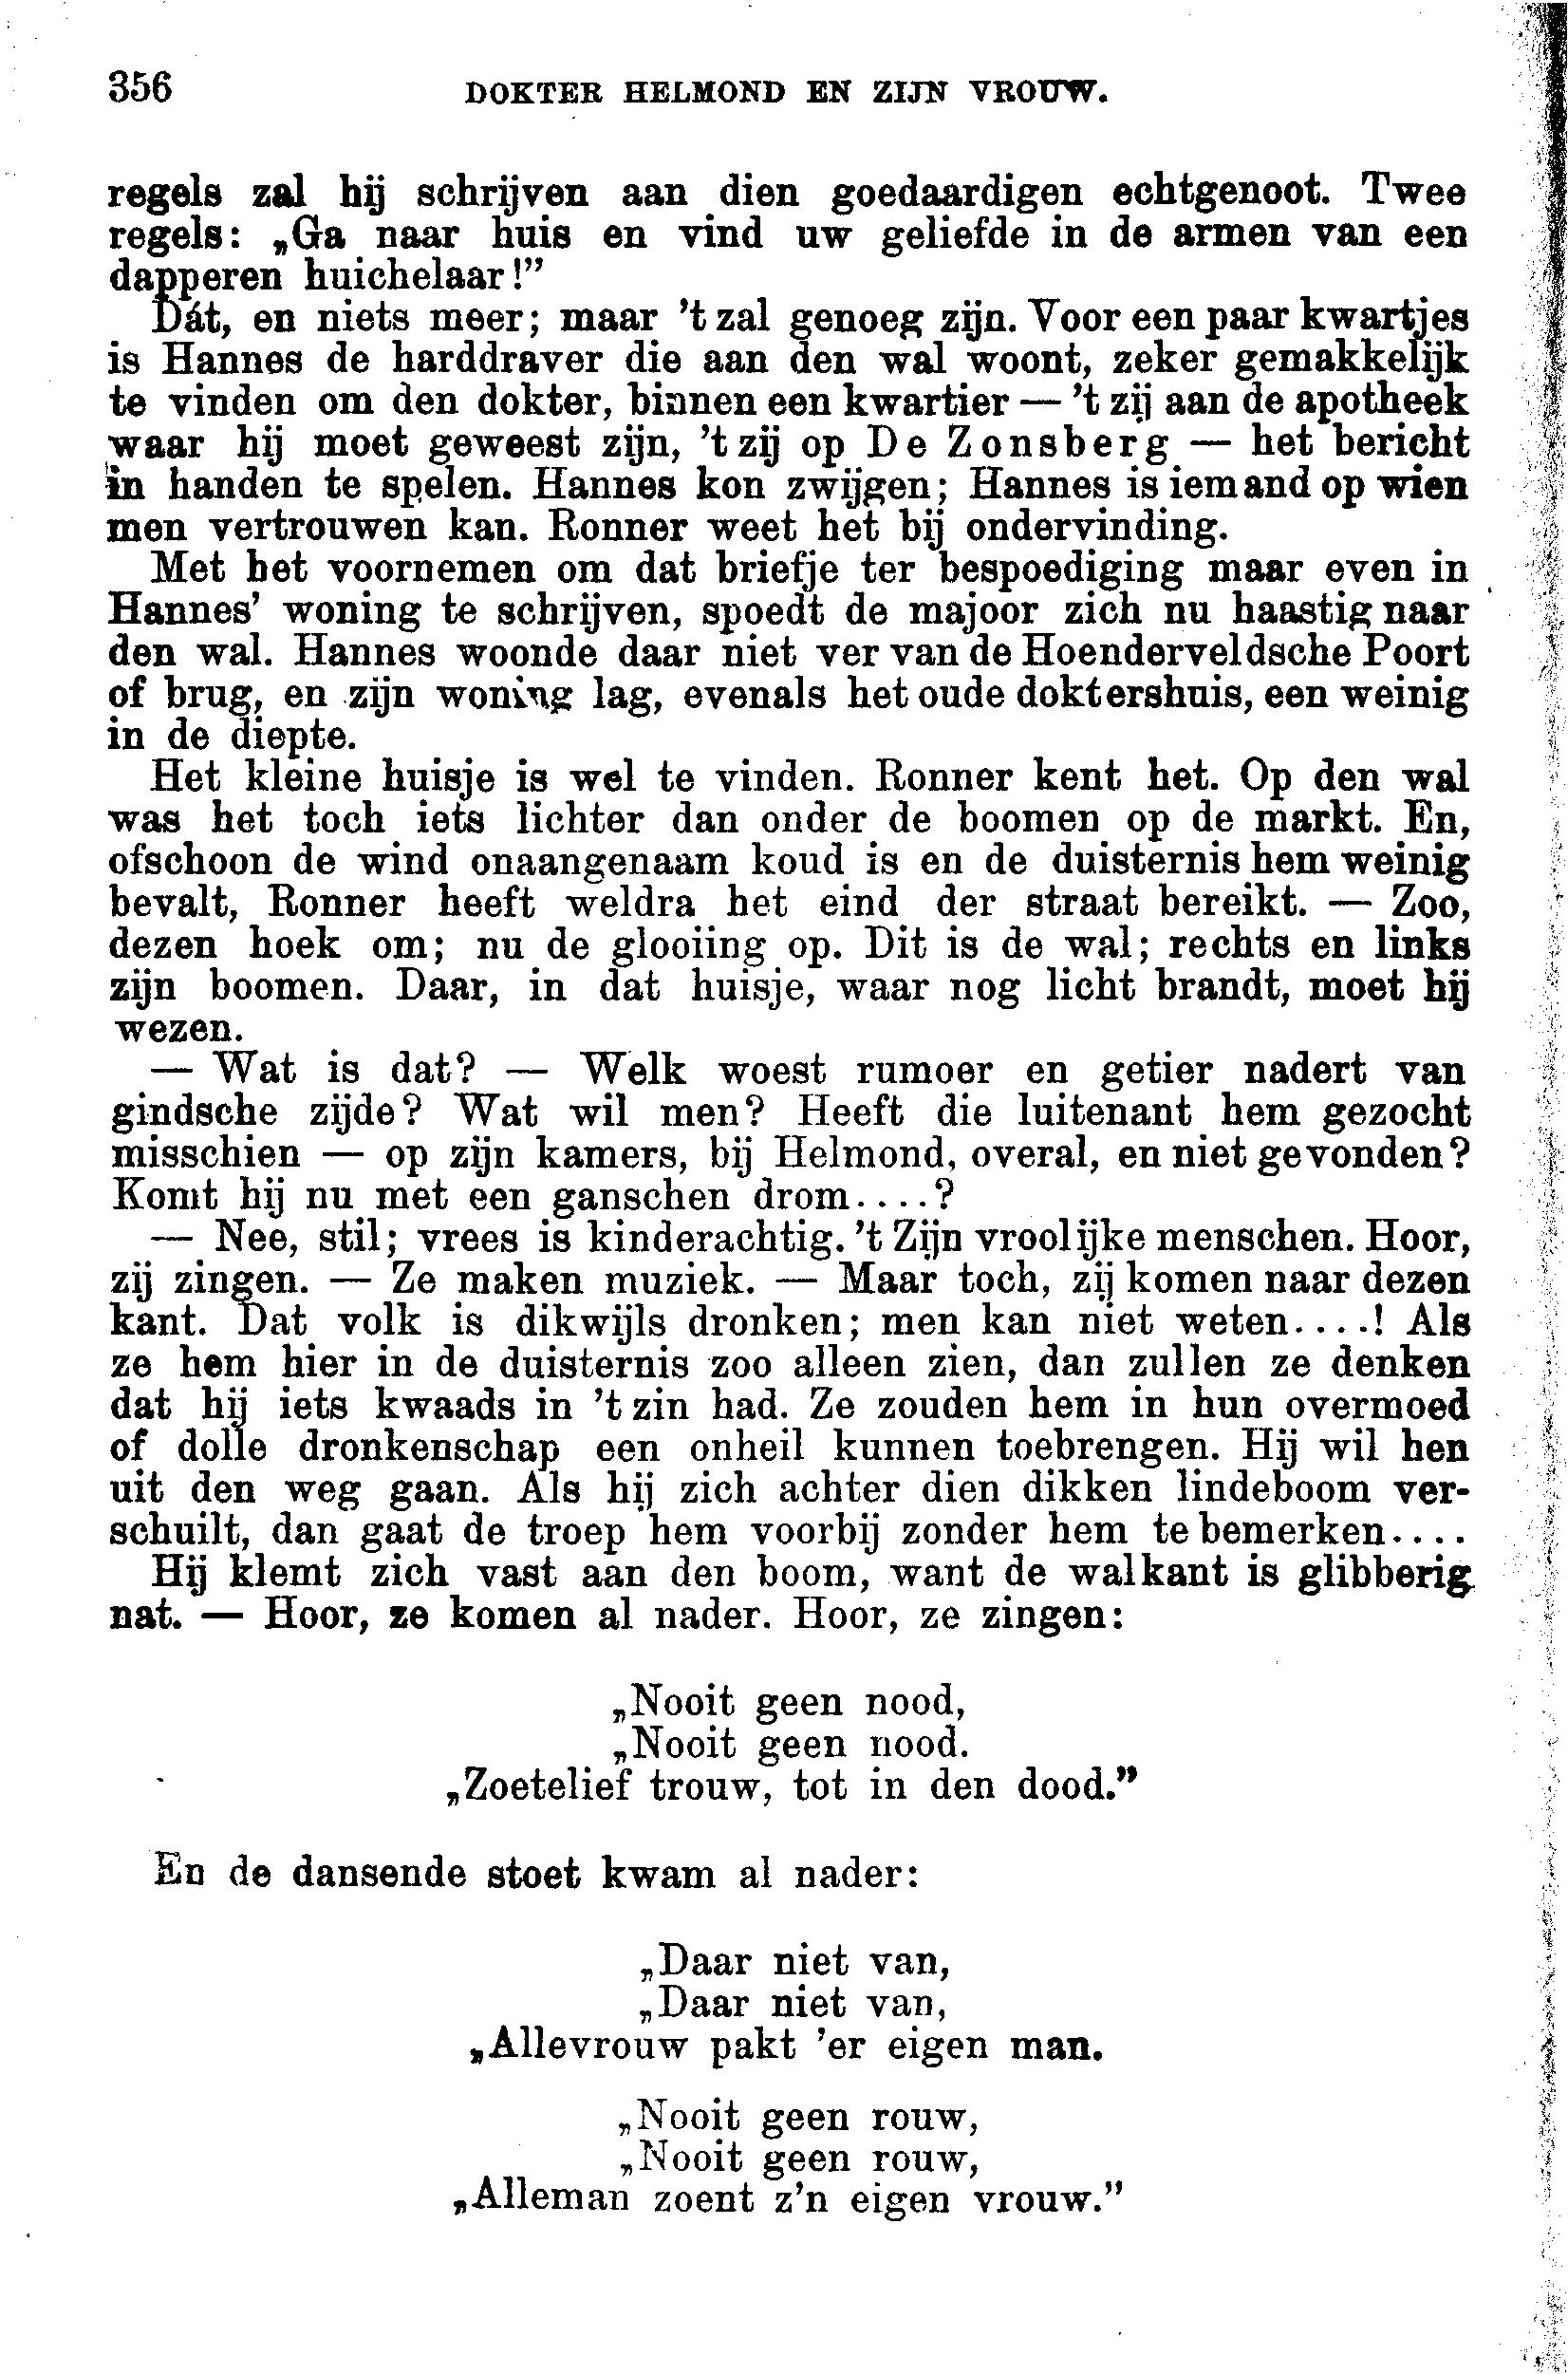 356 DOKTER HELMOND EN ZIJN VROUW.
regels zal hij schrijven aan dien goedaardigen echtgenoot. Twee
regels: „Ga naar huis en vind uw geliefde in de armen van een
dapperen huichelaar!”
Dát, en niets meer; maar 't zal genoeg zijn. Voor een paar kwartjes
is Hannes de harddraver die aan den wal woont, zeker gemakkelijk
te vinden om den dokter, binnen een kwartier — 't zij aan de apotheek
waar hij moet geweest zijn, 't zij op De Zonsberg — het bericht
in handen te spelen. Hannes kon zwijgen; Hannes is iemand op wien
men vertrouwen kan. Ronner weet het bij ondervinding.
Met het voornemen om dat briefje ter bespoediging maar even in
Hannes' woning te schrijven, spoedt de majoor zich nu haastig naar
den wal. Hannes woonde daar niet ver van de Hoenderveldsche Poort
of brug, en zijn woning lag, evenals het oude doktershuis, een weinig
in de diepte.
Het kleine huisje is wel te vinden. Ronner kent het. Op den wal
was het toch iets lichter dan onder de boomen op de markt. En,
ofschoon de wind onaangenaam koud is en de duisternis hem weinig
bevalt, Ronner heeft weldra het eind der straat bereikt. — Zoo,
dezen hoek om; nu de glooiing op. Dit is de wal; rechts en links
zijn boomen. Daar, in dat huisje, waar nog licht brandt, moet hij
wezen.
— Wat is dat? — Welk woest rumoer en getier nadert van
gindsche zijde? Wat wil men? Heeft die luitenant hem gezocht
misschien — op zijn kamers, bij Helmond, overal, en niet gevonden?
Komt hij nu met een ganschen drom....?
— Nee, stil; vrees is kinderachtig. 't Zijn vroolijke menschen. Hoor,
zij zingen. — Ze maken muziek. — Maar toch, zij komen naar dezen
kant. Dat volk is dikwijls dronken; men kan niet weten....! Als
ze hem hier in de duisternis zoo alleen zien, dan zullen ze denken
dat hij iets kwaads in 't zin had. Ze zouden hem in hun overmoed
of dolle dronkenschap een onheil kunnen toebrengen. Hij wil hen
uit den weg gaan. Als hij zich achter dien dikken lindeboom ver-
schuilt, dan gaat de troep hem voorbij zonder hem te bemerken....
Hij klemt zich vast aan den boom, want de walkant is glibberig
nat. — Hoor, ze komen al nader. Hoor, ze zingen:
„Nooit geen nood,
„Nooit geen nood.
„Zoetelief trouw, tot in den dood.”
En de dansende stoet kwam al nader:
„Daar niet van,
„Daar niet van,
„Allevrouw pakt 'er eigen man.
„Nooit geen rouw,
„Nooit geen rouw,
„Alleman zoent z'n eigen vrouw.”